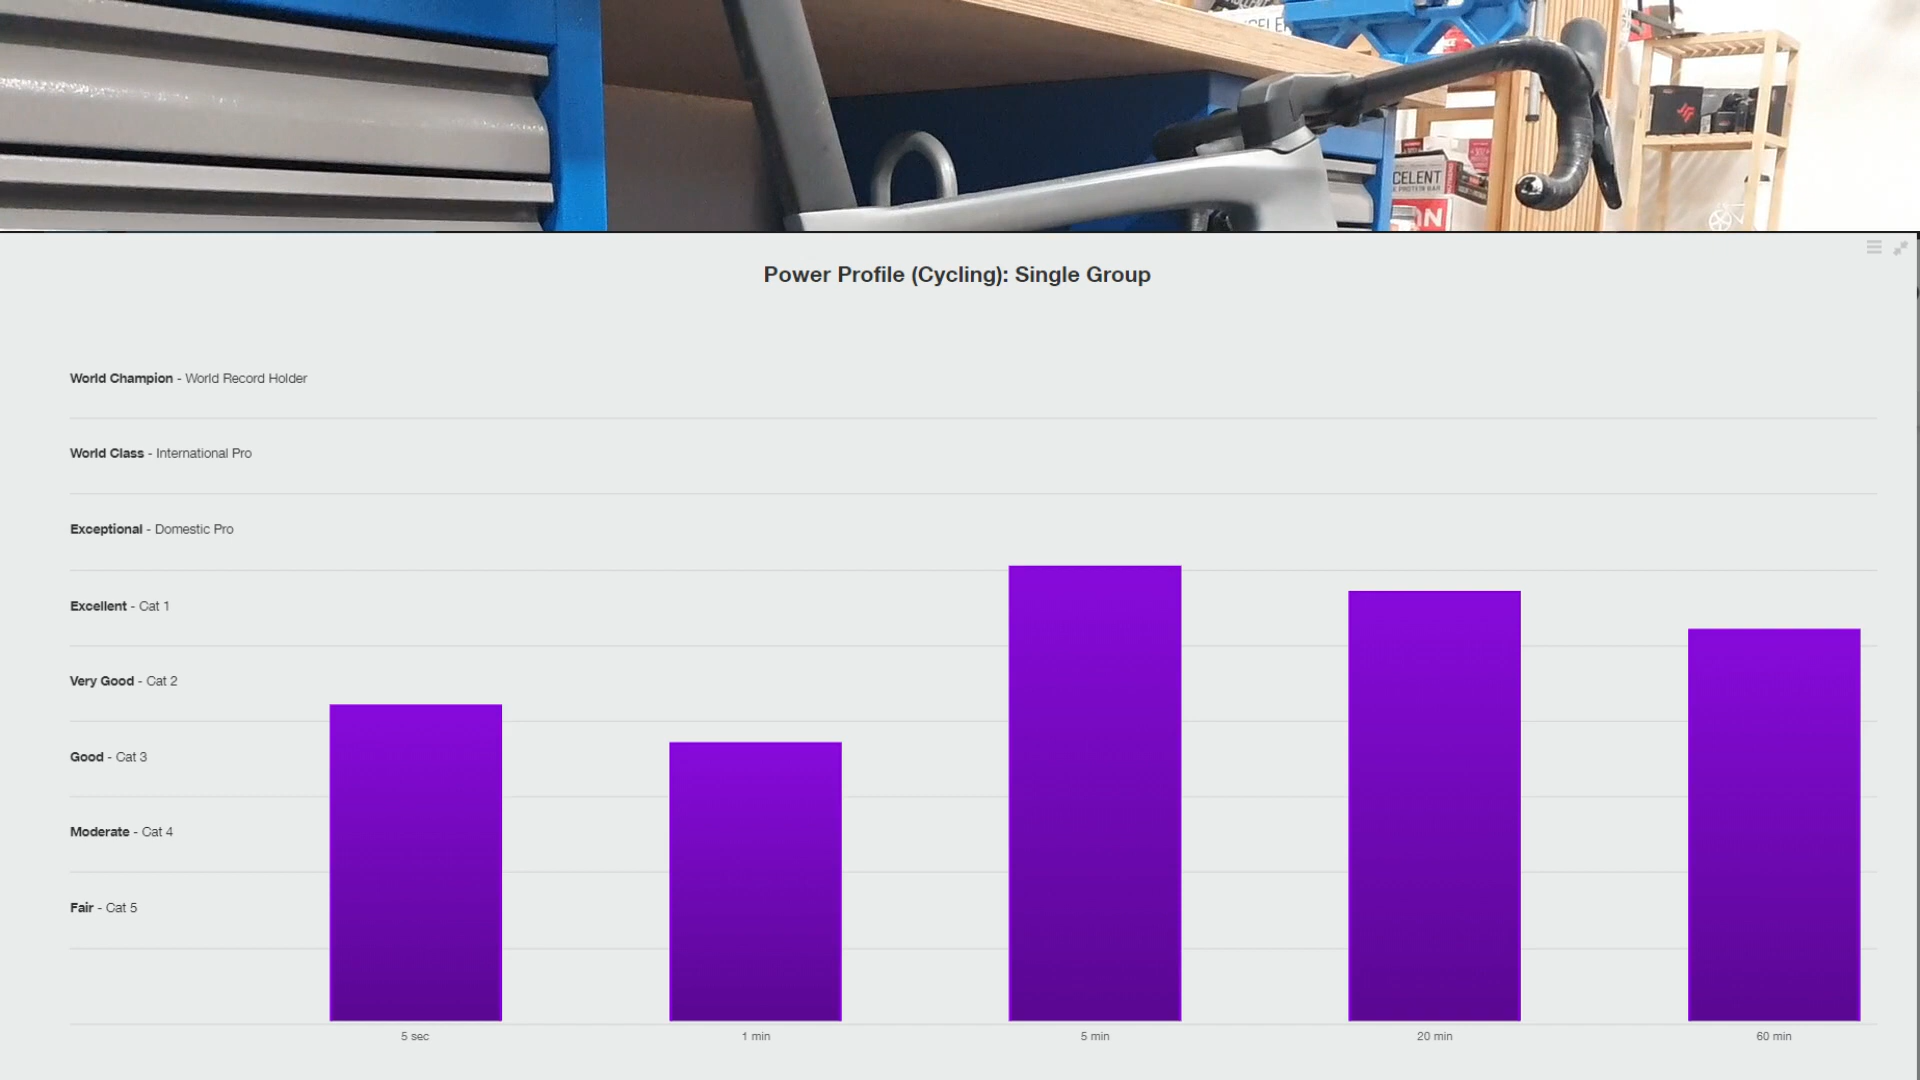 CELENT
PROTEIN BAR
Power Profile (Cycling): Single Group
World Champion - World Record Holder
World Class - International Pro
Exceptional - Domestic Pro
Excellent - Cat 1
Very Good - Cat 2
Good - Cat 3
Moderate - Cat 4
Fair - Cat 5
5 sec
1 min
5 min
20 min
60 min